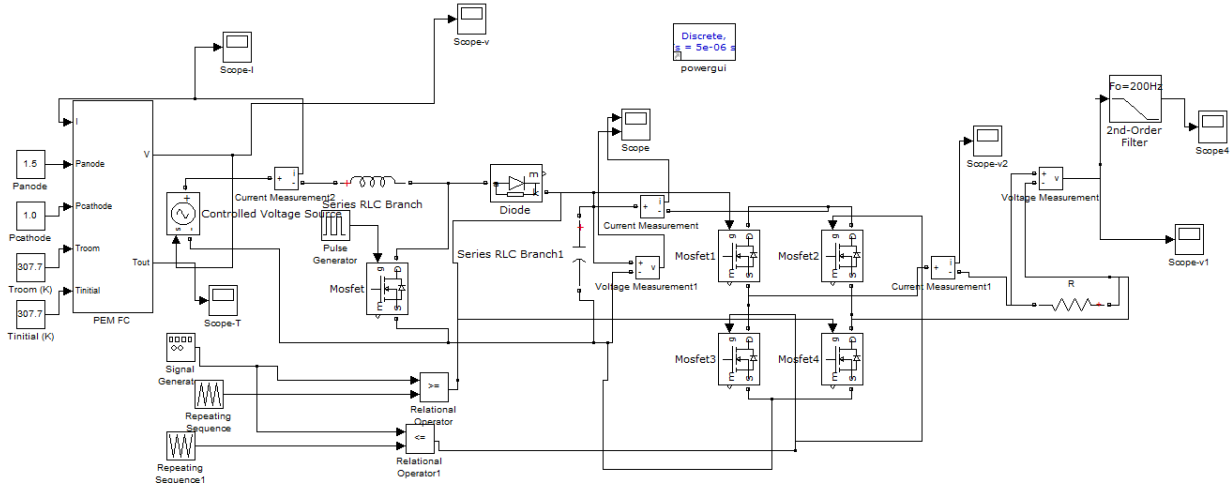 Discrete,
s = 5e-06 s
powergui
Scope-v
Scope-I
I
V
Panode
Pcathode
Troom
Tout
Tinitial
PEM FC
1.5
Panode
1.0
Pcathode
307.7
Troom (K)
307.7
Tinitial (K)
Scope-T
s
+
-
Controlled Voltage Source
+
-
i
Current Measurement2
+
Series RLC Branch
Pulse
Generator
g
D
m
S
Mosfet
m
a
k
Diode
Scope
+
-
i
Current Measurement
+
Series RLC Branch1
+
-
v
Voltage Measurement1
g
D
m
S
Mosfet1
g
D
m
S
Mosfet2
g
D
m
S
Mosfet3
g
D
m
S
Mosfet4
+
-
i
Current Measurement1
Scope-v2
+
-
v
Voltage Measurement
R
+
Fo=200Hz
2nd-Order
Filter
Scope4
Scope-v1
Signal
Generat
Repeating
Sequence
Repeating
Sequence1
>=
Relational
Operator
<=
Relational
Operator1